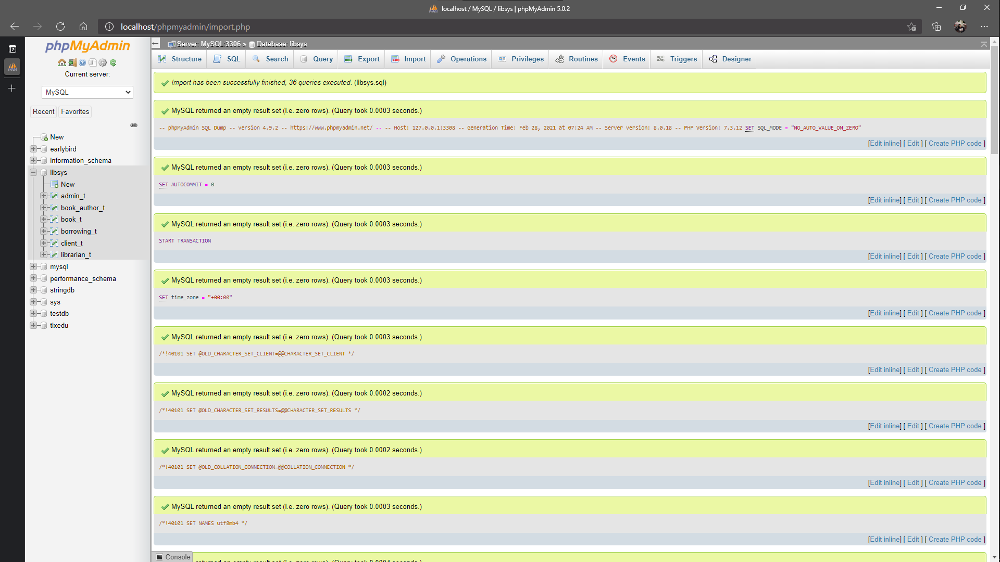 localhost / MySQL / libsys | phpMyAdmin 5.0.2
localhost/phpmyadmin/import.php
phpMyAdmin
Current server:
MySQL
Recent Favorites
New
earlybird
information_schema
libsys
New
admin_t
book_author_t
book_t
borrowing_t
client_t
librarian_t
mysql
performance_schema
stringdb
sys
testdb
tixedu
Server: MySQL:3306 » Database: libsys
Structure SQL Search Query Export Import Operations Privileges Routines Events Triggers Designer
Import has been successfully finished, 36 queries executed. (libsys.sql)
MySQL returned an empty result set (i.e. zero rows). (Query took 0.0003 seconds.)
-- phpMyAdmin SQL Dump -- version 4.9.2 -- https://www.phpmyadmin.net/ -- -- Host: 127.0.0.1:3308 -- Generation Time: Feb 28, 2021 at 07:24 AM -- Server version: 8.0.18 -- PHP Version: 7.3.12 SET SQL_MODE = "NO_AUTO_VALUE_ON_ZERO"
[Edit inline] [ Edit ] [ Create PHP code ]
MySQL returned an empty result set (i.e. zero rows). (Query took 0.0003 seconds.)
SET AUTOCOMMIT = 0
[Edit inline] [ Edit ] [ Create PHP code ]
MySQL returned an empty result set (i.e. zero rows). (Query took 0.0003 seconds.)
START TRANSACTION
[Edit inline] [ Edit ] [ Create PHP code ]
MySQL returned an empty result set (i.e. zero rows). (Query took 0.0003 seconds.)
SET time_zone = "+00:00"
[Edit inline] [ Edit ] [ Create PHP code ]
MySQL returned an empty result set (i.e. zero rows). (Query took 0.0003 seconds.)
/*!40101 SET @OLD_CHARACTER_SET_CLIENT=@@CHARACTER_SET_CLIENT */
[Edit inline] [ Edit ] [ Create PHP code ]
MySQL returned an empty result set (i.e. zero rows). (Query took 0.0002 seconds.)
/*!40101 SET @OLD_CHARACTER_SET_RESULTS=@@CHARACTER_SET_RESULTS */
[Edit inline] [ Edit ] [ Create PHP code ]
MySQL returned an empty result set (i.e. zero rows). (Query took 0.0002 seconds.)
/*!40101 SET @OLD_COLLATION_CONNECTION=@@COLLATION_CONNECTION */
[Edit inline] [ Edit ] [ Create PHP code ]
MySQL returned an empty result set (i.e. zero rows). (Query took 0.0003 seconds.)
/*!40101 SET NAMES utf8mb4 */
[Edit inline] [ Edit ] [ Create PHP code ]
Console